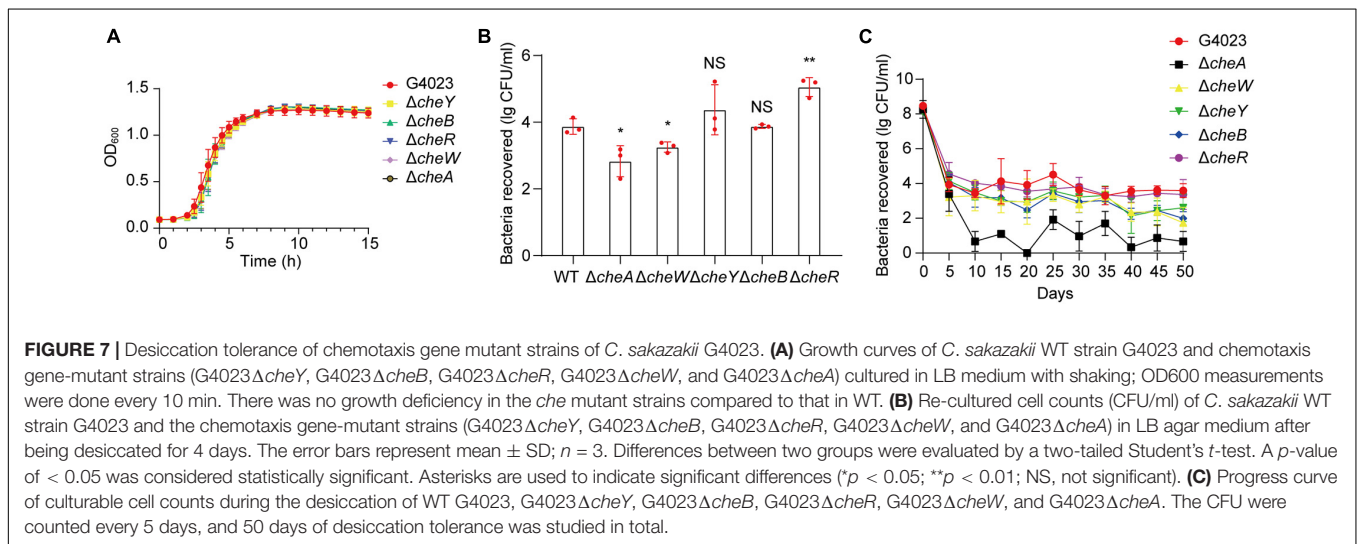 A
OD600
1.5
1.0
0.5
0.0
0 5 10 15
Time (h)
G4023
ΔcheY
ΔcheB
ΔcheR
ΔcheW
ΔcheA
B
Bacteria recovered (lg CFU/ml)
6
4
2
0
* * NS NS **
WT ΔcheA ΔcheW ΔcheY ΔcheB ΔcheR
C
Bacteria recovered (lg CFU/ml)
10
8
6
4
2
0
0 5 10 15 20 25 30 35 40 45 50
Days
G4023
ΔcheA
ΔcheW
ΔcheY
ΔcheB
ΔcheR
FIGURE 7 | Desiccation tolerance of chemotaxis gene mutant strains of C. sakazakii G4023. (A) Growth curves of C. sakazakii WT strain G4023 and chemotaxis
gene-mutant strains (G4023ΔcheY, G4023ΔcheB, G4023ΔcheR, G4023ΔcheW, and G4023ΔcheA) cultured in LB medium with shaking; OD600 measurements
were done every 10 min. There was no growth deficiency in the che mutant strains compared to that in WT. (B) Re-cultured cell counts (CFU/ml) of C. sakazakii WT
strain G4023 and the chemotaxis gene-mutant strains (G4023ΔcheY, G4023ΔcheB, G4023ΔcheR, G4023ΔcheW, and G4023ΔcheA) in LB agar medium after
being desiccated for 4 days. The error bars represent mean ± SD; n = 3. Differences between two groups were evaluated by a two-tailed Student's t-test. A p-value
of < 0.05 was considered statistically significant. Asterisks are used to indicate significant differences (*p < 0.05; **p < 0.01; NS, not significant). (C) Progress curve
of culturable cell counts during the desiccation of WT G4023, G4023ΔcheY, G4023ΔcheB, G4023ΔcheR, G4023ΔcheW, and G4023ΔcheA. The CFU were
counted every 5 days, and 50 days of desiccation tolerance was studied in total.